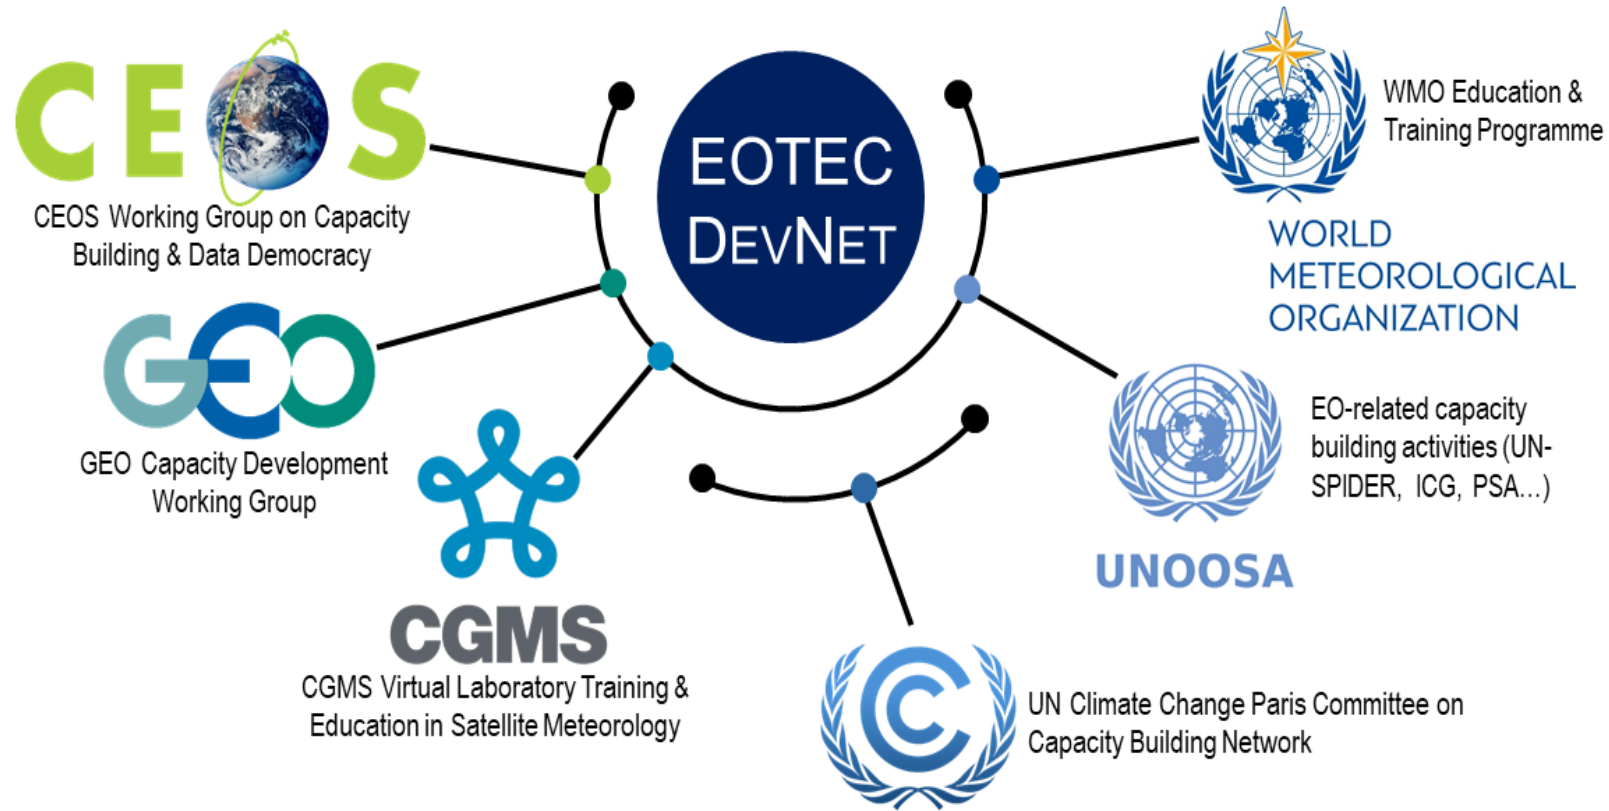 CEOS
CEOS Working Group on Capacity
Building & Data Democracy
GEO
GEO Capacity Development
Working Group
CGMS
CGMS Virtual Laboratory Training &
Education in Satellite Meteorology
EOTEC
DEVNET
WMO Education &
Training Programme
WORLD
METEOROLOGICAL
ORGANIZATION
EO-related capacity
building activities (UN-
SPIDER, ICG, PSA...)
UNOOSA
UN Climate Change Paris Committee on
Capacity Building Network